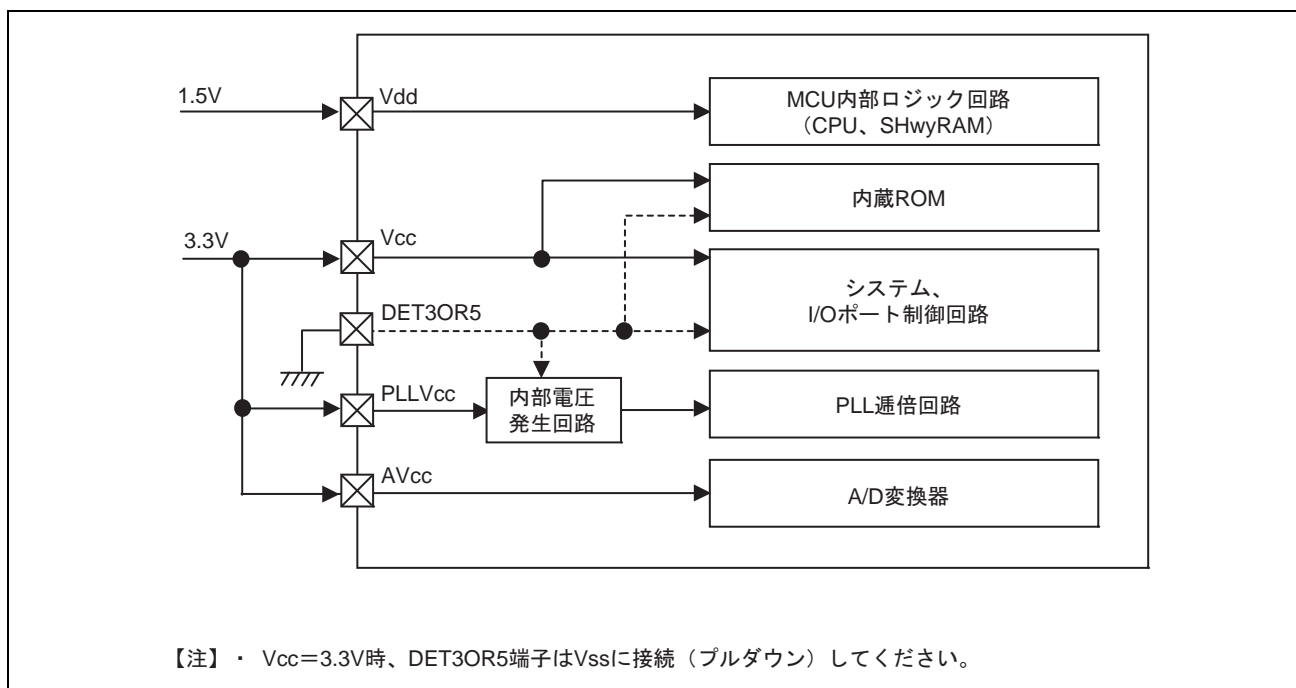 1.5V
Vdd
MCU内部ロジック回路
（CPU、SHwyRAM）
内蔵ROM
3.3V
Vcc
システム、
I/Oポート制御回路
DET3OR5
PLLVcc
内部電圧
発生回路
PLL逓倍回路
AVcc
A/D変換器
【注】・ Vcc＝3.3V時、DET3OR5端子はVssに接続（プルダウン）してください。